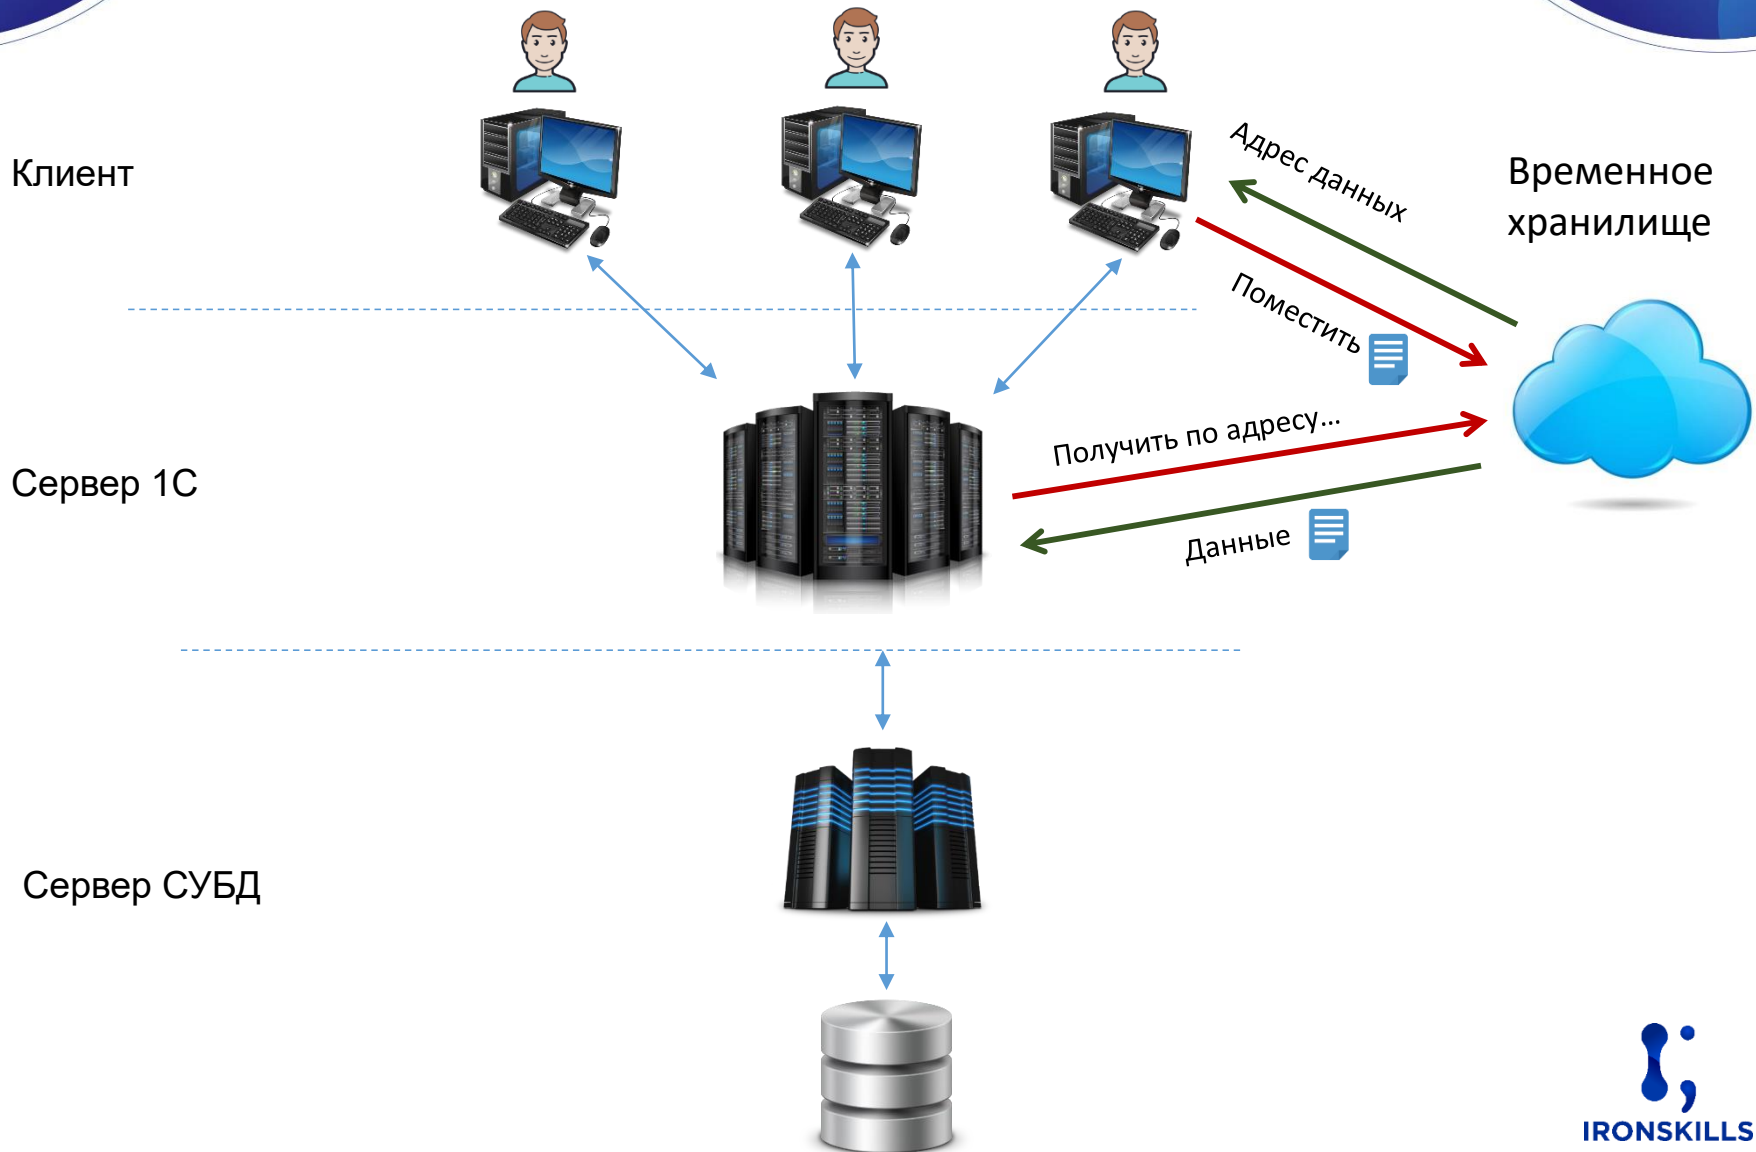 Клиент
Адрес данных
Временное
хранилище
Поместить
Получить по адресу...
Сервер 1С
Данные
Сервер СУБД
IRONSKILLS